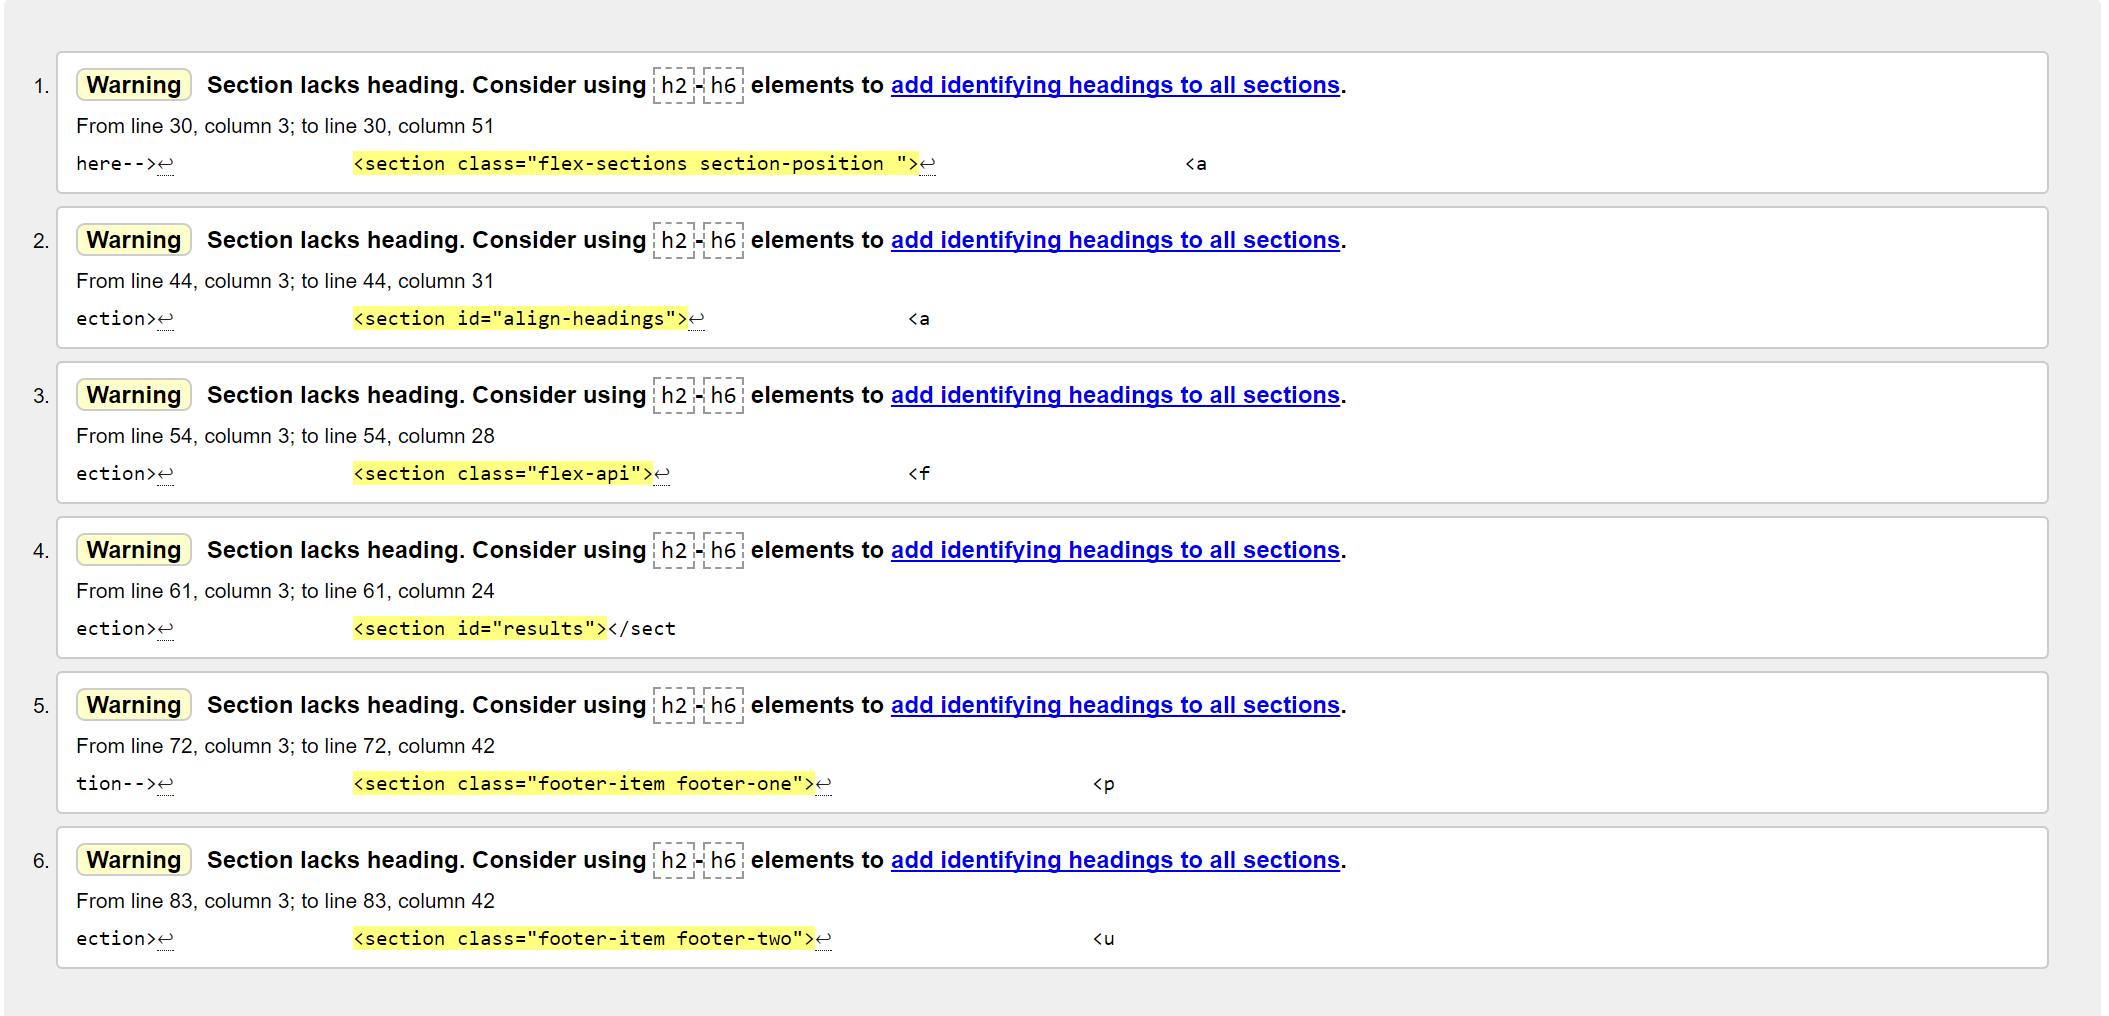 1. Warning Section lacks heading. Consider using h2-h6 elements to add identifying headings to all sections.
From line 30, column 3; to line 30, column 51
here-->↩ <section class="flex-sections section-position ">↩ <a
2. Warning Section lacks heading. Consider using h2-h6 elements to add identifying headings to all sections.
From line 44, column 3; to line 44, column 31
ection>↩ <section id="align-headings">↩ <a
3. Warning Section lacks heading. Consider using h2-h6 elements to add identifying headings to all sections.
From line 54, column 3; to line 54, column 28
ection>↩ <section class="flex-api">↩ <f
4. Warning Section lacks heading. Consider using h2-h6 elements to add identifying headings to all sections.
From line 61, column 3; to line 61, column 24
ection>↩ <section id="results"></sect
5. Warning Section lacks heading. Consider using h2-h6 elements to add identifying headings to all sections.
From line 72, column 3; to line 72, column 42
tion-->↩ <section class="footer-item footer-one">↩ <p
6. Warning Section lacks heading. Consider using h2-h6 elements to add identifying headings to all sections.
From line 83, column 3; to line 83, column 42
ection>↩ <section class="footer-item footer-two">↩ <u